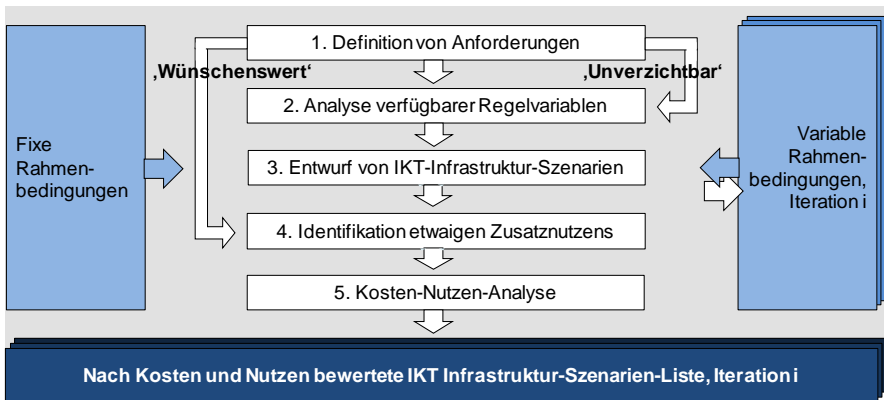 1. Definition von Anforderungen
‚Wünschenswert‘
‚Unverzichtbar‘
2. Analyse verfügbarer Regelvariablen
Fixe
Rahmen-
bedingungen
3. Entwurf von IKT-Infrastruktur-Szenarien
Variable
Rahmen-
bedingungen,
Iteration i
4. Identifikation etwaigen Zusatznutzens
5. Kosten-Nutzen-Analyse
Nach Kosten und Nutzen bewertete IKT Infrastruktur-Szenarien-Liste, Iteration i